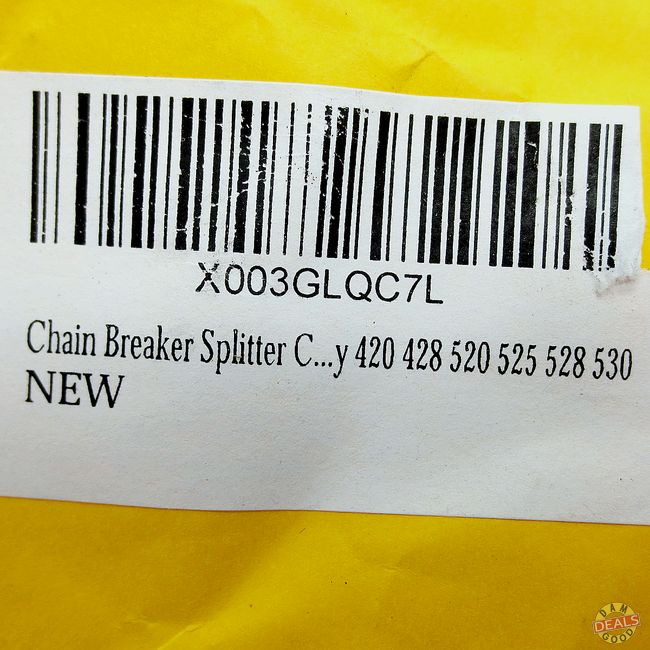 X003GLQC7L
Chain Breaker Splitter C...y 420 428 520 525 528 530
NEW
DAM
DEALS
GOOD